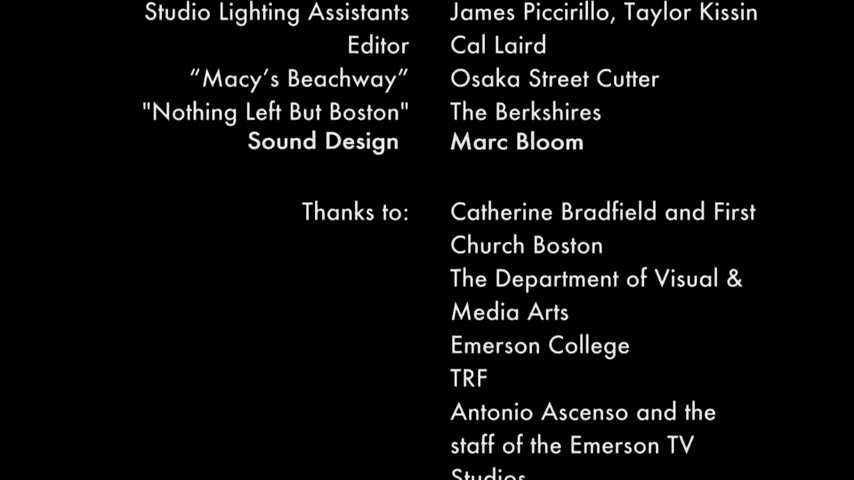 Studio Lighting Assistants James Piccirillo, Taylor Kissin
Editor Cal Laird
“Macy’s Beachway” Osaka Street Cutter
"Nothing Left But Boston" The Berkshires
Sound Design Marc Bloom
Thanks to: Catherine Bradfield and First
Church Boston
The Department of Visual &
Media Arts
Emerson College
TRF
Antonio Ascenso and the
staff of the Emerson TV
Studios